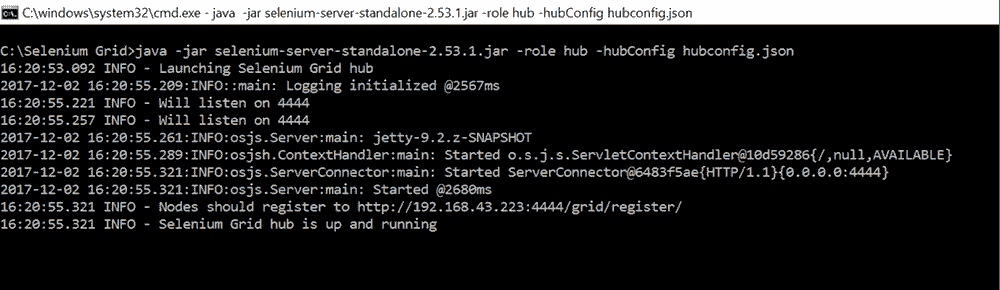 C:\windows\system32\cmd.exe - java  -jar selenium-server-standalone-2.53.1.jar -role hub -hubConfig hubconfig.json
C:\Selenium Grid>java -jar selenium-server-standalone-2.53.1.jar -role hub -hubConfig hubconfig.json
16:20:53.092 INFO - Launching Selenium Grid hub
2017-12-02 16:20:55.209:INFO::main: Logging initialized @2567ms
16:20:55.221 INFO - Will listen on 4444
16:20:55.257 INFO - Will listen on 4444
2017-12-02 16:20:55.261:INFO:osjs.Server:main: jetty-9.2.z-SNAPSHOT
2017-12-02 16:20:55.289:INFO:osjsh.ContextHandler:main: Started o.s.j.s.ServletContextHandler@10d59286{/,null,AVAILABLE}
2017-12-02 16:20:55.321:INFO:osjs.ServerConnector:main: Started ServerConnector@6483f5ae{HTTP/1.1}{0.0.0.0:4444}
2017-12-02 16:20:55.321:INFO:osjs.Server:main: Started @2680ms
16:20:55.321 INFO - Nodes should register to http://192.168.43.223:4444/grid/register/
16:20:55.321 INFO - Selenium Grid hub is up and running